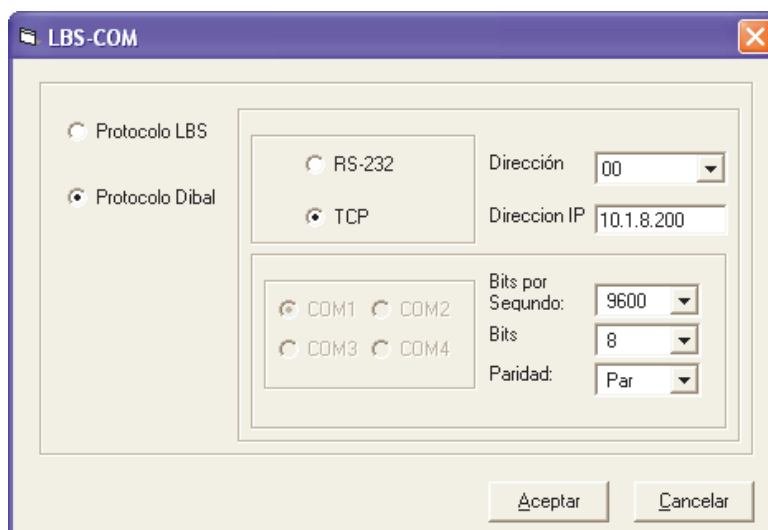 LBS-COM
Protocolo LBS
Protocolo Dibal
RS-232
TCP
Dirección 00
Direccion IP 10.1.8.200
COM1 COM2
COM3 COM4
Bits por
Segundo: 9600
Bits 8
Paridad: Par
Aceptar Cancelar